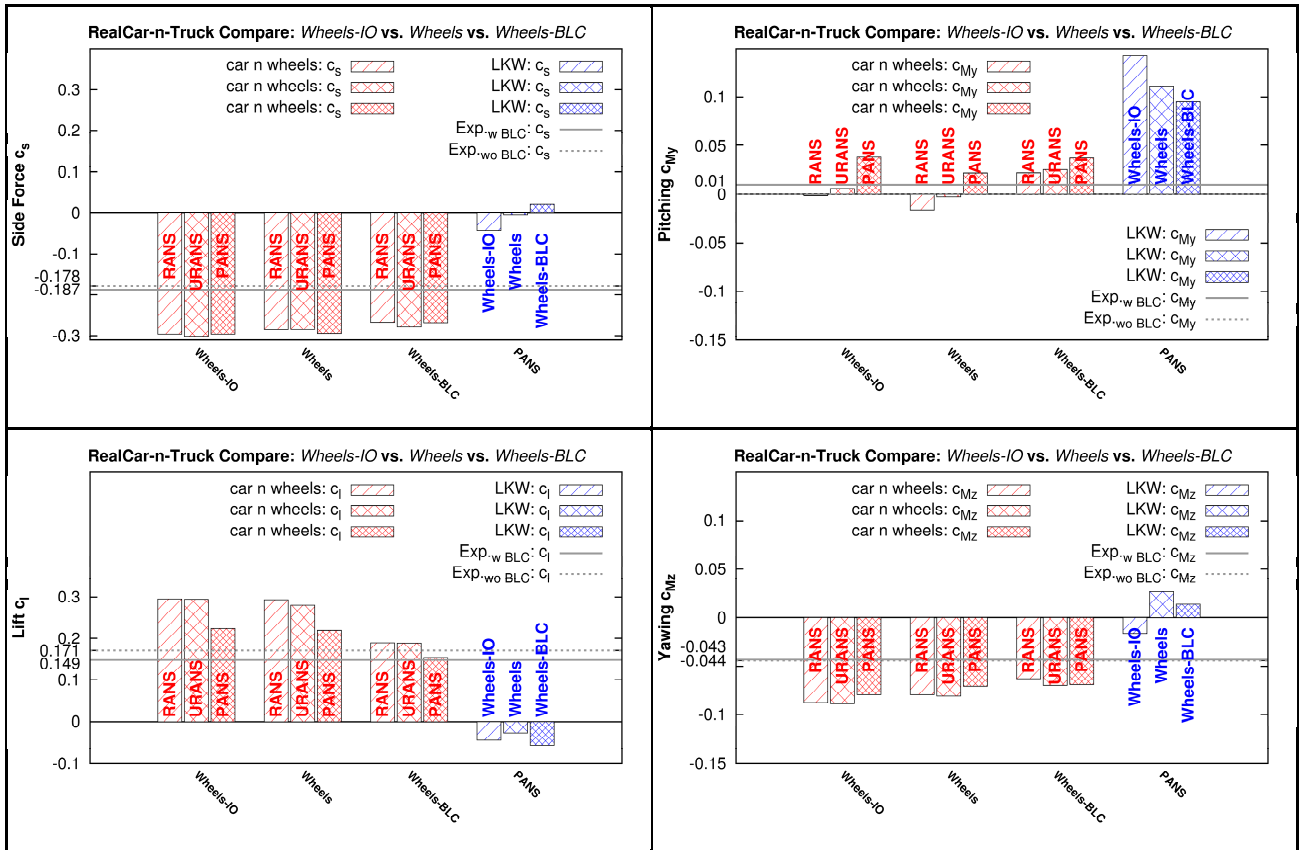 RealCar-n-Truck Compare: Wheels-IO vs. Wheels vs. Wheels-BLC
car n wheels: cs
car n wheels: cs
car n wheels: cs
LKW: cs
LKW: cs
LKW: cs
Exp.w BLC: cs
Exp.wo BLC: cs
Side Force cs
0.3
0.2
0.1
0
-0.1
-0.178
-0.187
-0.3
RANS
URANS
PANS
RANS
URANS
PANS
RANS
URANS
PANS
Wheels-IO
Wheels
Wheels-BLC
Wheels-IO
Wheels
Wheels-BLC
PANS
RealCar-n-Truck Compare: Wheels-IO vs. Wheels vs. Wheels-BLC
car n wheels: cMy
car n wheels: cMy
car n wheels: cMy
Pitching cMy
0.1
0.05
0.01
0
-0.05
-0.1
-0.15
RANS
URANS
PANS
RANS
URANS
PANS
RANS
URANS
PANS
Wheels-IO
Wheels
Wheels-BLC
LKW: cMy
LKW: cMy
LKW: cMy
Exp.w BLC: cMy
Exp.wo BLC: cMy
Wheels-IO
Wheels
Wheels-BLC
PANS
RealCar-n-Truck Compare: Wheels-IO vs. Wheels vs. Wheels-BLC
car n wheels: cl
car n wheels: cl
car n wheels: cl
LKW: cl
LKW: cl
LKW: cl
Exp.w BLC: cl
Exp.wo BLC: cl
Lift cl
0.3
0.2
0.171
0.149
0.1
0
-0.1
RANS
URANS
PANS
RANS
URANS
PANS
RANS
URANS
PANS
Wheels-IO
Wheels
Wheels-BLC
Wheels-IO
Wheels
Wheels-BLC
PANS
RealCar-n-Truck Compare: Wheels-IO vs. Wheels vs. Wheels-BLC
car n wheels: cMz
car n wheels: cMz
car n wheels: cMz
LKW: cMz
LKW: cMz
LKW: cMz
Exp.w BLC: cMz
Exp.wo BLC: cMz
Yawing cMz
0.1
0.05
0
-0.043
-0.044
-0.1
-0.15
RANS
URANS
PANS
RANS
URANS
PANS
RANS
URANS
PANS
Wheels-IO
Wheels
Wheels-BLC
Wheels-IO
Wheels
Wheels-BLC
PANS